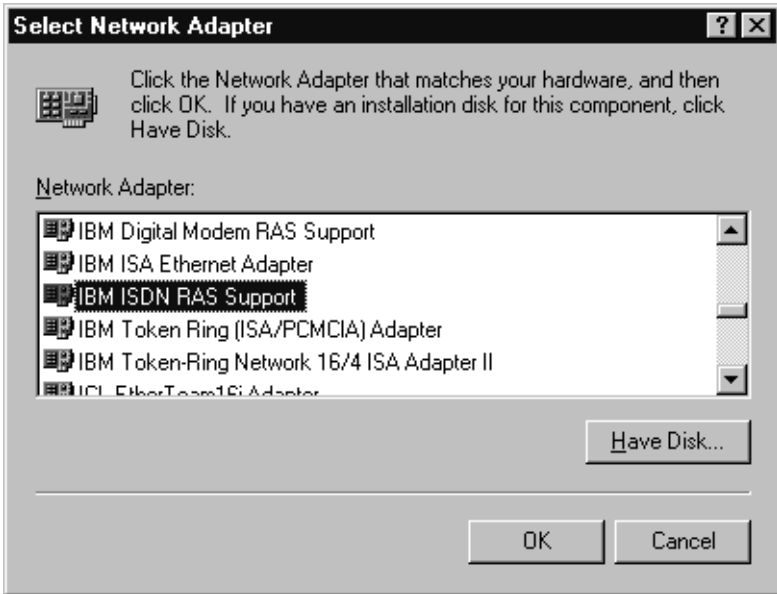 Select Network Adapter
Click the Network Adapter that matches your hardware, and then
click OK. If you have an installation disk for this component, click
Have Disk.
Network Adapter:
IBM Digital Modem RAS Support
IBM ISA Ethernet Adapter
IBM ISDN RAS Support
IBM Token Ring (ISA/PCMCIA) Adapter
IBM Token-Ring Network 16/4 ISA Adapter II
ICL EtherTeam16i Adapter
Have Disk...
OK
Cancel